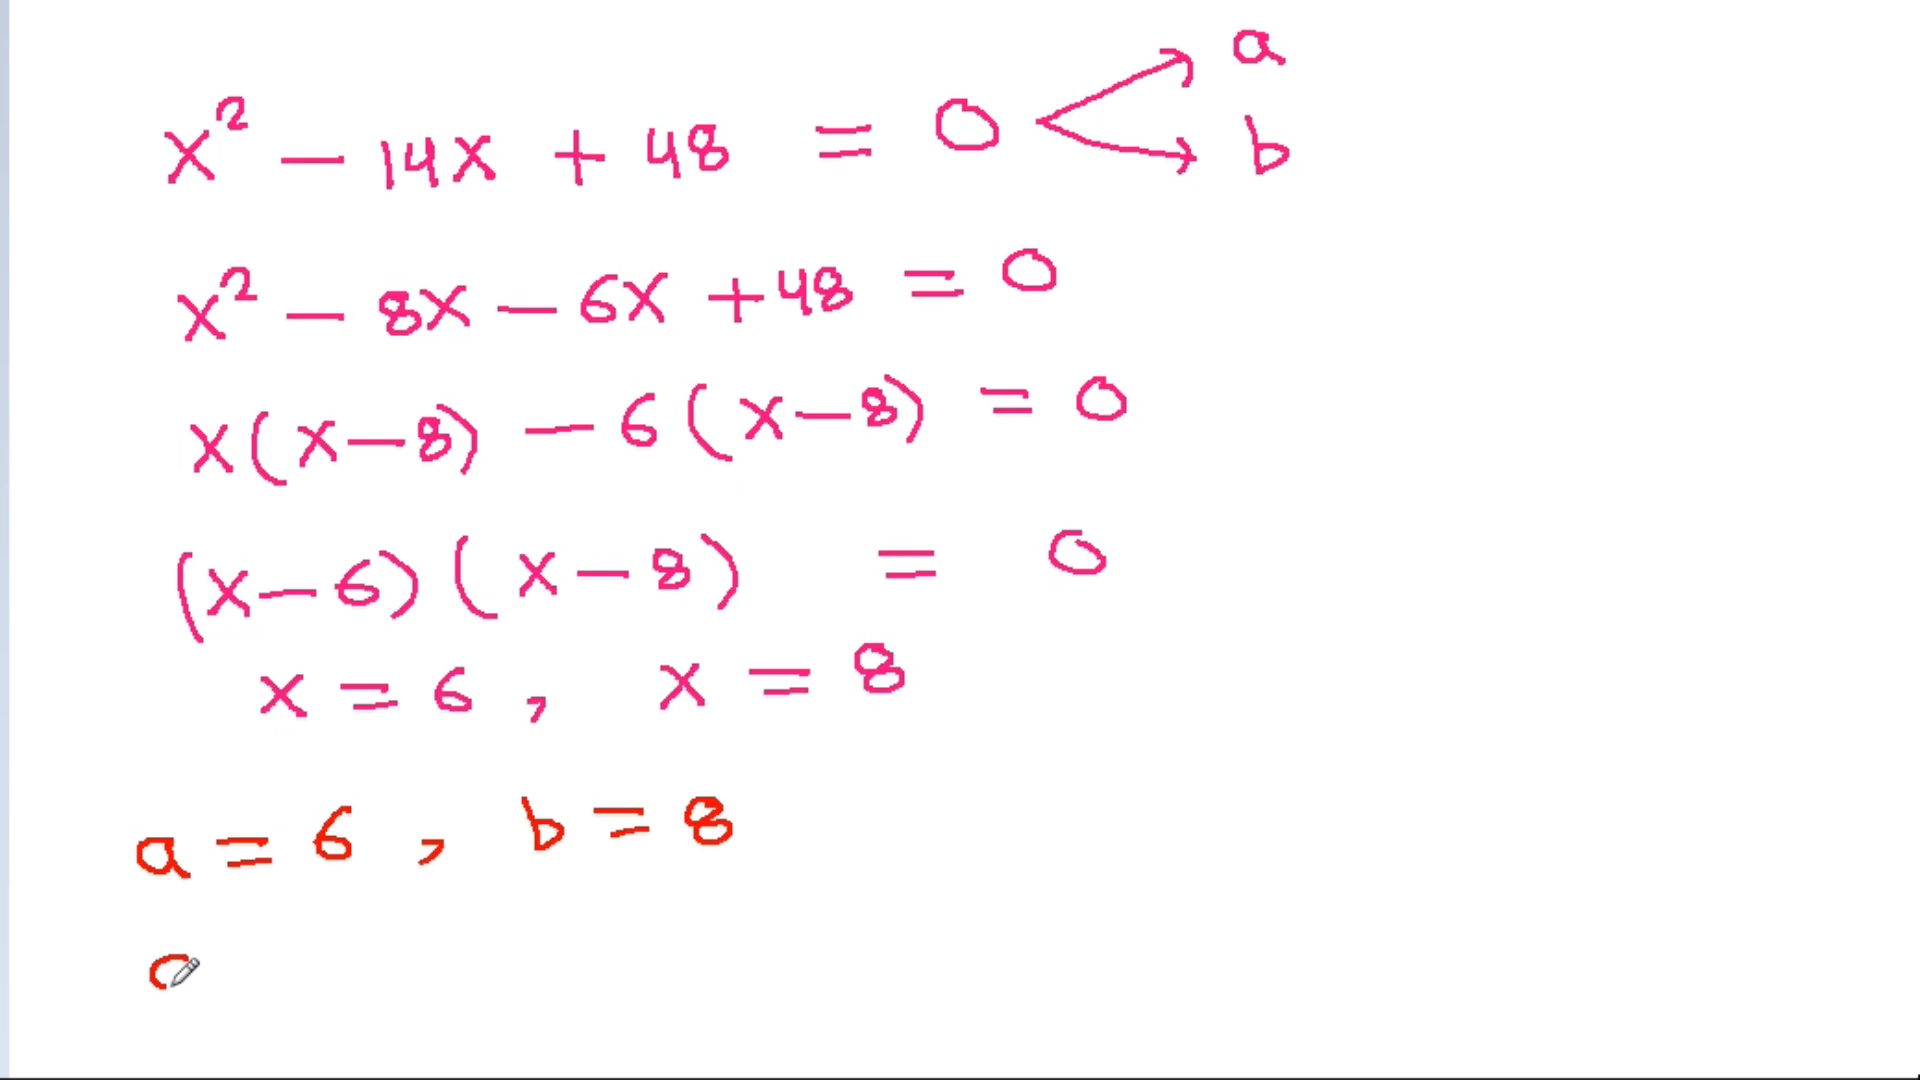 x² - 14x + 48 = 0 a
b
x² - 8x - 6x + 48 = 0
x(x-8) - 6(x-8) = 0
(x-6)(x-8) = 0
x = 6, x = 8
a = 6, b = 8